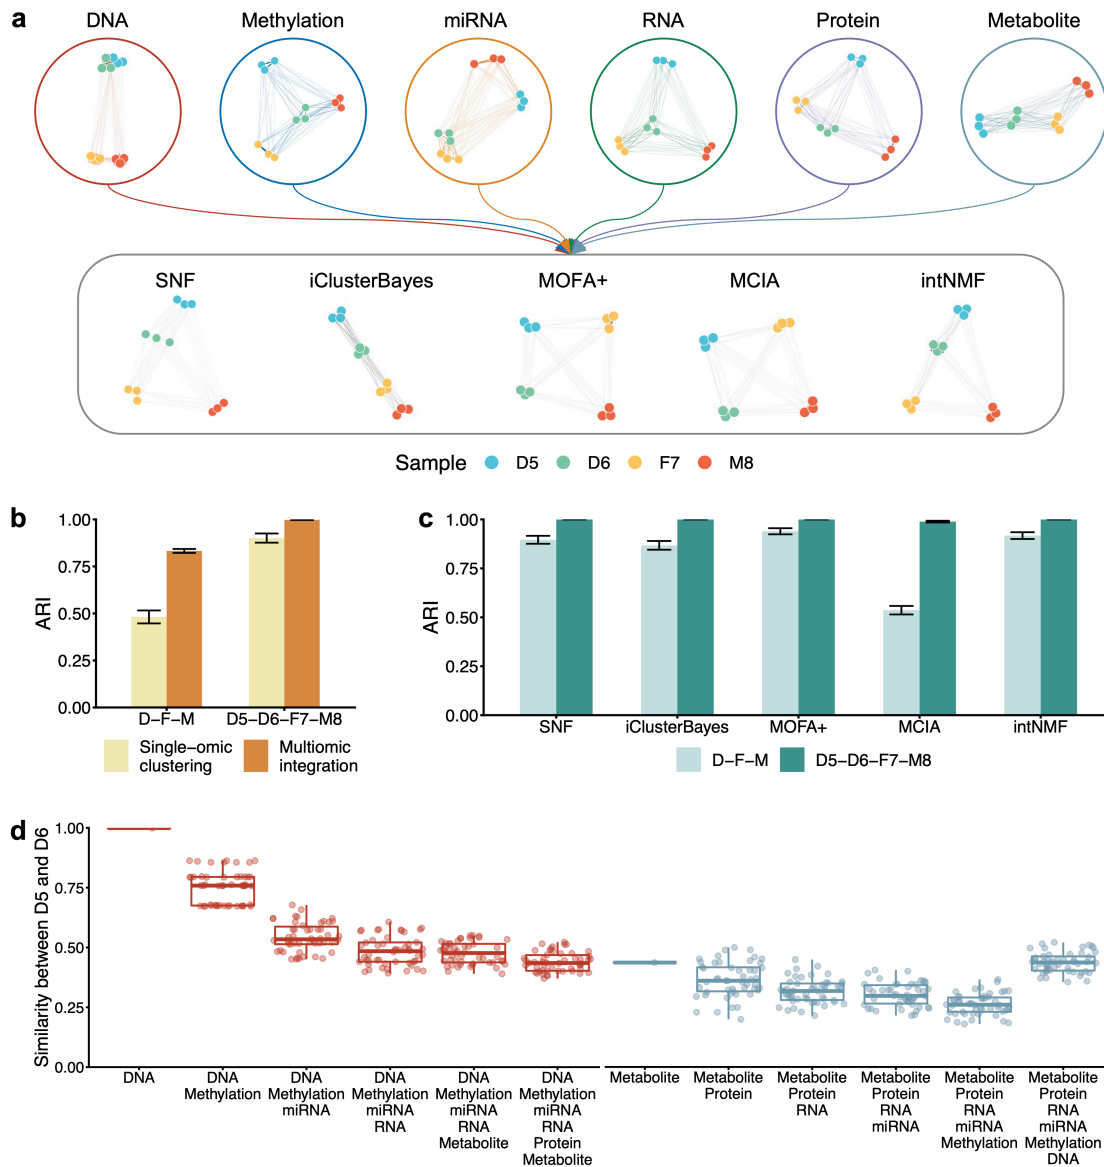 a
DNA Methylation miRNA RNA Protein Metabolite
SNF iClusterBayes MOFA+ MCIA intNMF
Sample D5 D6 F7 M8
b
ARI
1.00
0.75
0.50
0.25
0.00
D–F–M D5–D6–F7–M8
Single–omic clustering
Multiomic integration
c
ARI
1.00
0.75
0.50
0.25
0.00
SNF iClusterBayes MOFA+ MCIA intNMF
D–F–M D5–D6–F7–M8
d
Similarity between D5 and D6
1.00
0.75
0.50
0.25
0.00
DNA
DNA
Methylation
DNA
Methylation
miRNA
DNA
Methylation
miRNA
RNA
DNA
Methylation
miRNA
RNA
Metabolite
DNA
Methylation
miRNA
RNA
Protein
Metabolite
Metabolite
Metabolite
Protein
Metabolite
Protein
RNA
Metabolite
Protein
RNA
miRNA
Metabolite
Protein
RNA
miRNA
Methylation
Metabolite
Protein
RNA
miRNA
Methylation
DNA